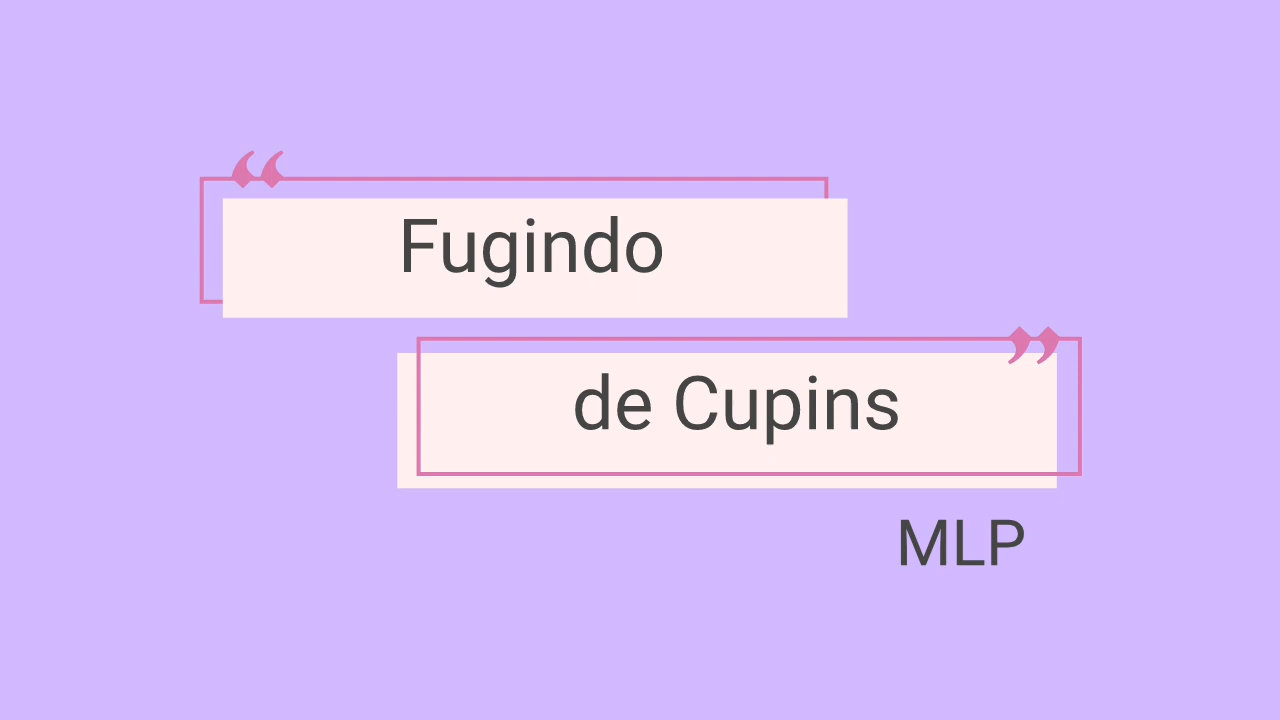 “
Fugindo
de Cupins
”
MLP